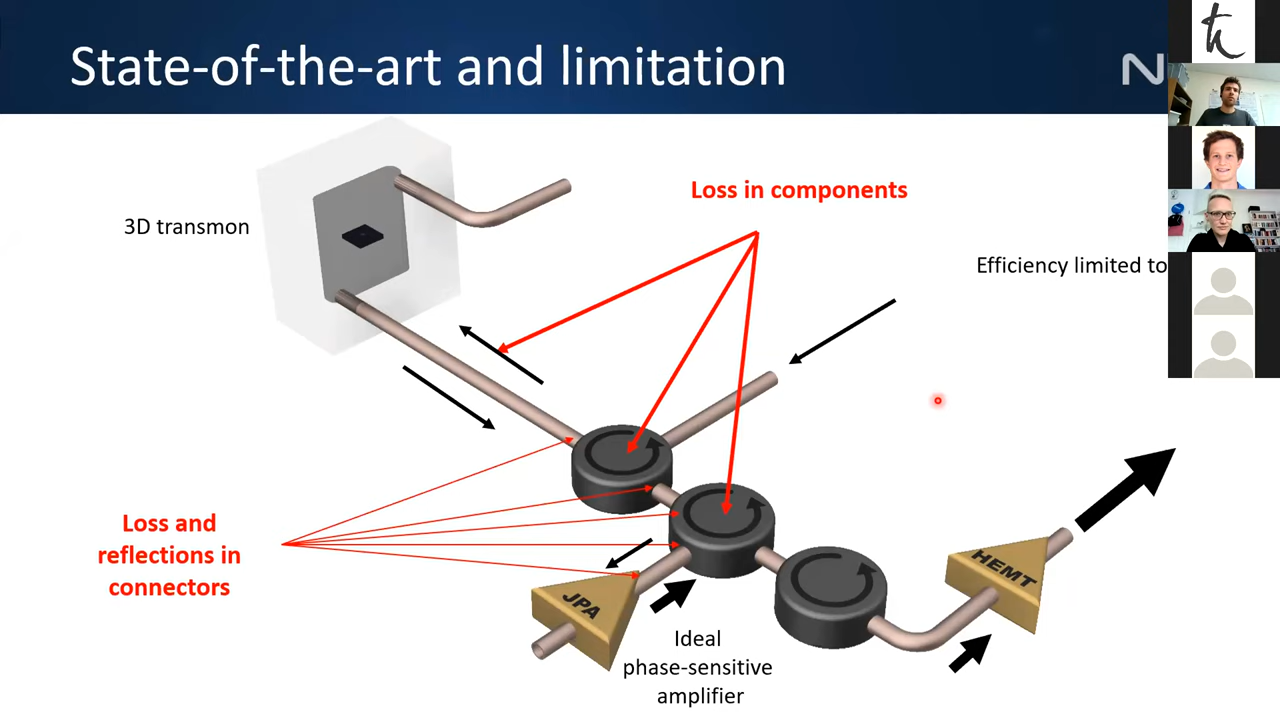 State-of-the-art and limitation
N
3D transmon
Loss in components
Efficiency limited to
Loss and
reflections in
connectors
JPA
HEMT
Ideal
phase-sensitive
amplifier